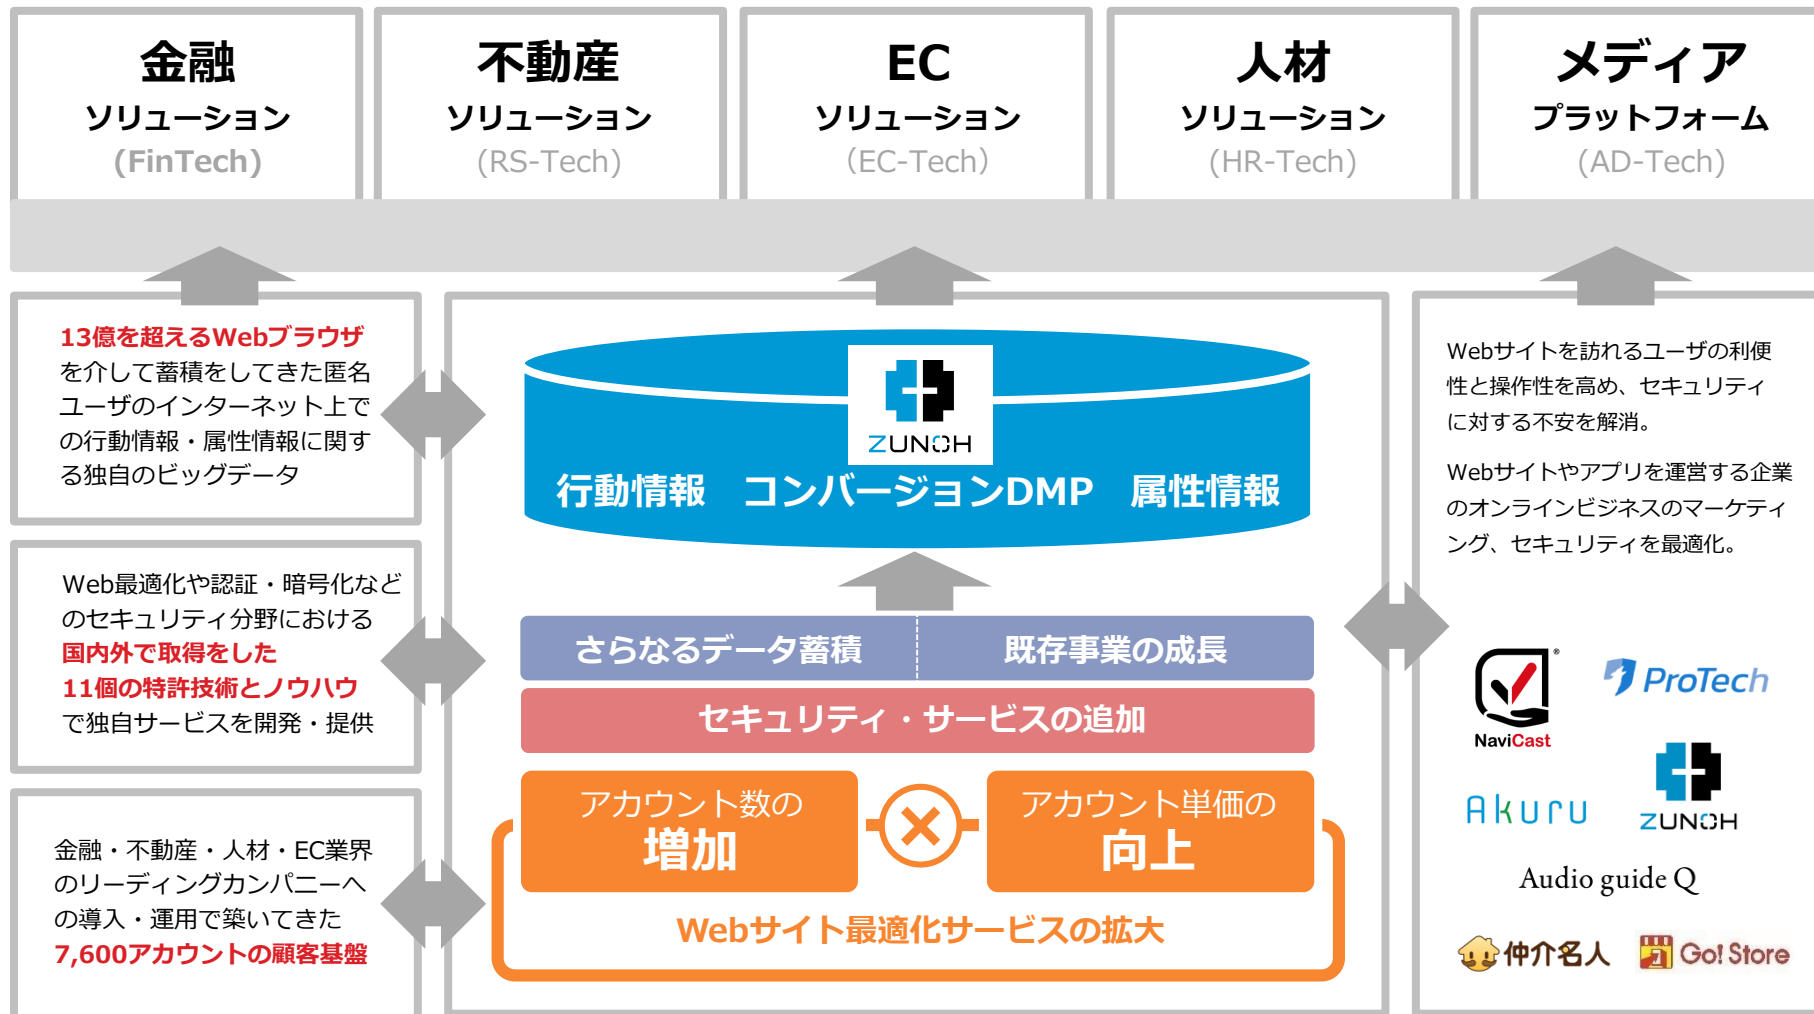 金融
ソリューション
(FinTech)
不動産
ソリューション
(RS-Tech)
EC
ソリューション
（EC-Tech）
人材
ソリューション
(HR-Tech)
メディア
プラットフォーム
(AD-Tech)
13億を超えるWebブラウザ
を介して蓄積をしてきた匿名
ユーザのインターネット上で
の行動情報・属性情報に関す
る独自のビッグデータ
Web最適化や認証・暗号化など
のセキュリティ分野における
国内外で取得をした
11個の特許技術とノウハウ
で独自サービスを開発・提供
金融・不動産・人材・EC業界
のリーディングカンパニーへ
の導入・運用で築いてきた
7,600アカウントの顧客基盤
ZUNOH
行動情報 コンバージョンDMP 属性情報
さらなるデータ蓄積 既存事業の成長
セキュリティ・サービスの追加
アカウント数の
増加
×
アカウント単価の
向上
Webサイト最適化サービスの拡大
Webサイトを訪れるユーザの利便
性と操作性を高め、セキュリティ
に対する不安を解消。
Webサイトやアプリを運営する企業
のオンラインビジネスのマーケティ
ング、セキュリティを最適化。
®
NaviCast
ProTech
Akuru
ZUNOH
Audio guide Q
仲介名人
Go! Store